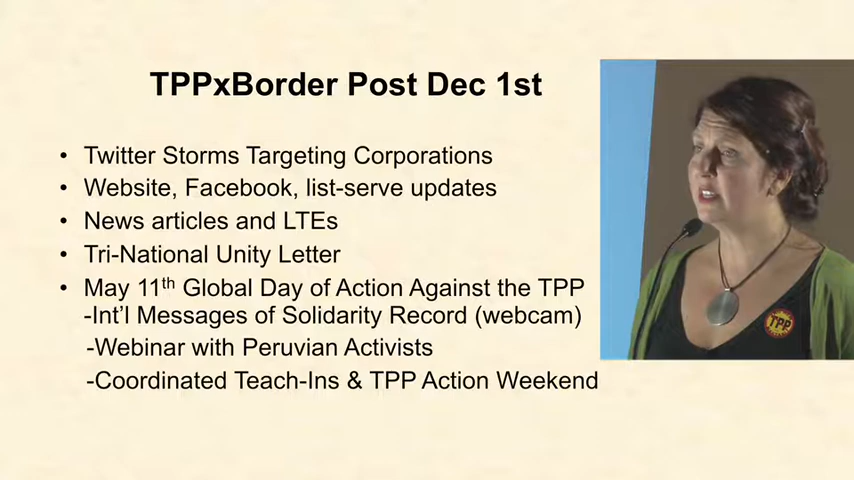 TPPxBorder Post Dec 1st
• Twitter Storms Targeting Corporations
• Website, Facebook, list-serve updates
• News articles and LTEs
• Tri-National Unity Letter
• May 11th Global Day of Action Against the TPP
-Int'l Messages of Solidarity Record (webcam)
-Webinar with Peruvian Activists
-Coordinated Teach-Ins & TPP Action Weekend
TPP